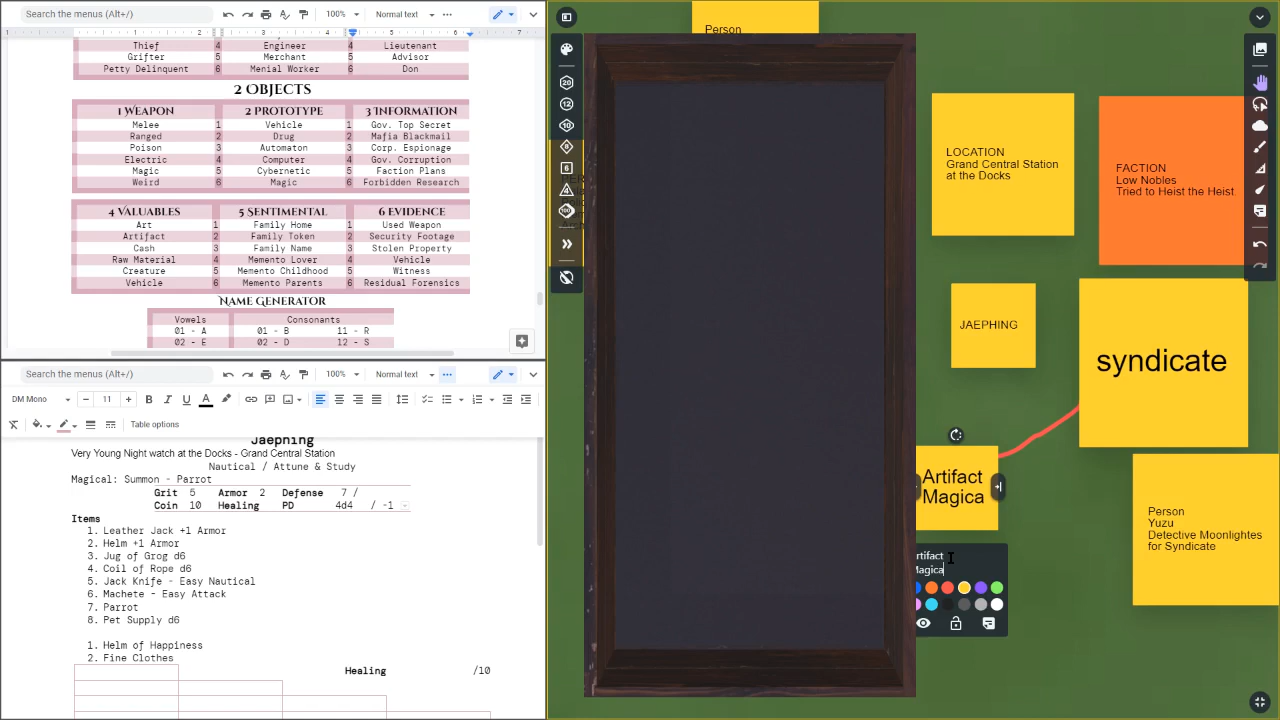 Search the menus (Alt+/)
100%
Normal text
Thief 4 Engineer 4 Lieutenant
Grifter 5 Merchant 5 Advisor
Petty Delinquent 6 Menial Worker 6 Don
2 OBJECTS
1 WEAPON 2 PROTOTYPE 3 INFORMATION
Melee 1 Vehicle 1 Gov. Top Secret
Ranged 2 Drug 2 Mafia Blackmail
Poison 3 Automaton 3 Corp. Espionage
Electric 4 Computer 4 Gov. Corruption
Magic 5 Cybernetic 5 Faction Plans
Weird 6 Magic 6 Forbidden Research
4 VALUABLES 5 SENTIMENTAL 6 EVIDENCE
Art 1 Family Home 1 Used Weapon
Artifact 2 Family Token 2 Security Footage
Cash 3 Family Name 3 Stolen Property
Raw Material 4 Memento Lover 4 Vehicle
Creature 5 Memento Childhood 5 Witness
Vehicle 6 Memento Parents 6 Residual Forensics
NAME GENERATOR
Vowels Consonants
01 - A 01 - B 11 - R
02 - E 02 - D 12 - S
Search the menus (Alt+/)
100%
Normal text
DM Mono
11
Table options
Jaephing
Very Young Night watch at the Docks - Grand Central Station
Nautical / Attune & Study
Magical: Summon - Parrot
Grit 5 Armor 2 Defense 7 /
Coin 10 Healing PD 4d4 / -1
Items
1. Leather Jack +1 Armor
2. Helm +1 Armor
3. Jug of Grog d6
4. Coil of Rope d6
5. Jack Knife - Easy Nautical
6. Machete - Easy Attack
7. Parrot
8. Pet Supply d6
1. Helm of Happiness
2. Fine Clothes
Healing /10
Person
20
12
10
8
6
4
100
LOCATION
Grand Central Station
at the Docks
FACTION
Low Nobles
Tried to Heist the Heist
JAEPHING
syndicate
Artifact
Magica
Person
Yuzu
Detective Moonlightes
for Syndicate
rtifact
Magica